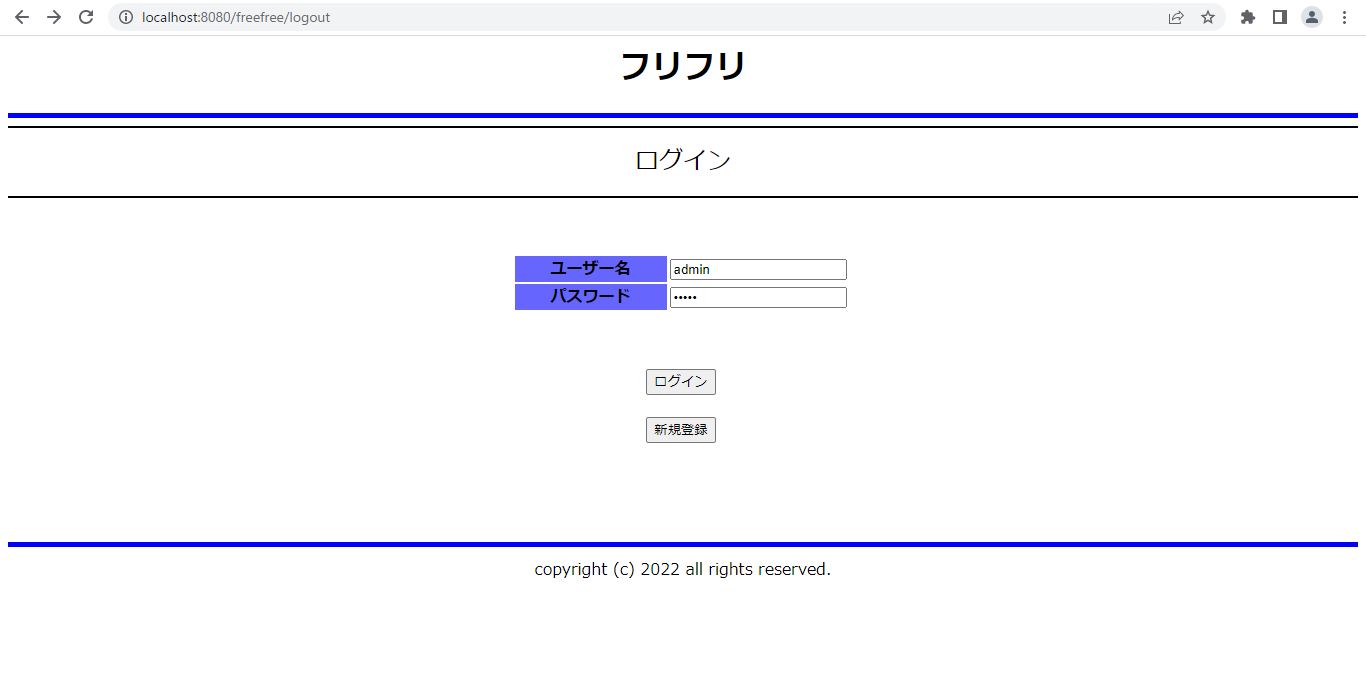 localhost:8080/freefree/logout
フリフリ
ログイン
ユーザー名 admin
パスワード •••••
ログイン
新規登録
copyright (c) 2022 all rights reserved.